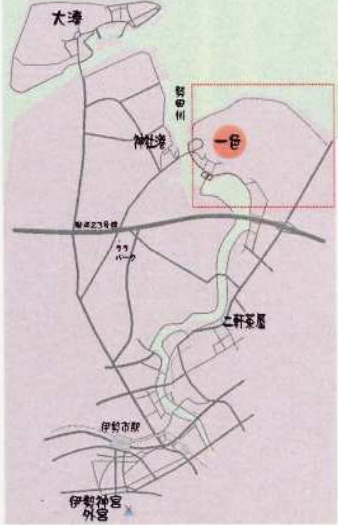 大湊
勢田川
神社港
一色
国道23号線
ララ
パーク
二軒茶屋
伊勢市駅
伊勢神宮
外宮